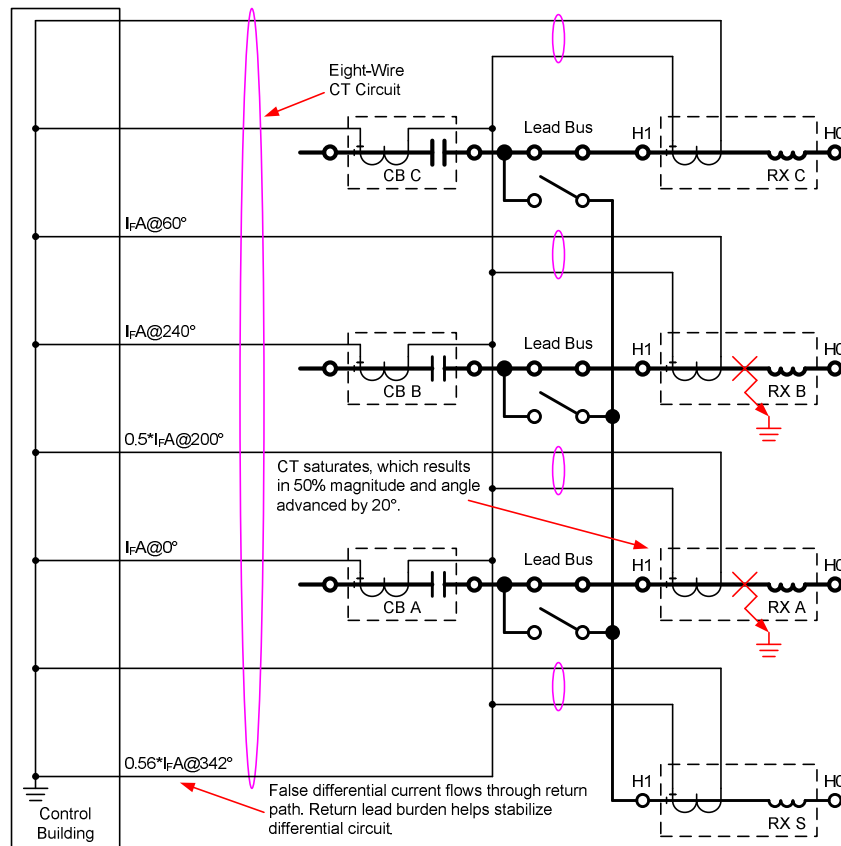 Eight-Wire
CT Circuit
Lead Bus
H1
H0
CB C
RX C
IFA@60°
IFA@240°
Lead Bus
H1
H0
CB B
RX B
0.5*IFA@200°
CT saturates, which results
in 50% magnitude and angle
advanced by 20°.
IFA@0°
Lead Bus
H1
H0
CB A
RX A
0.56*IFA@342°
False differential current flows through return
path. Return lead burden helps stabilize
differential circuit.
H1
H0
RX S
Control
Building